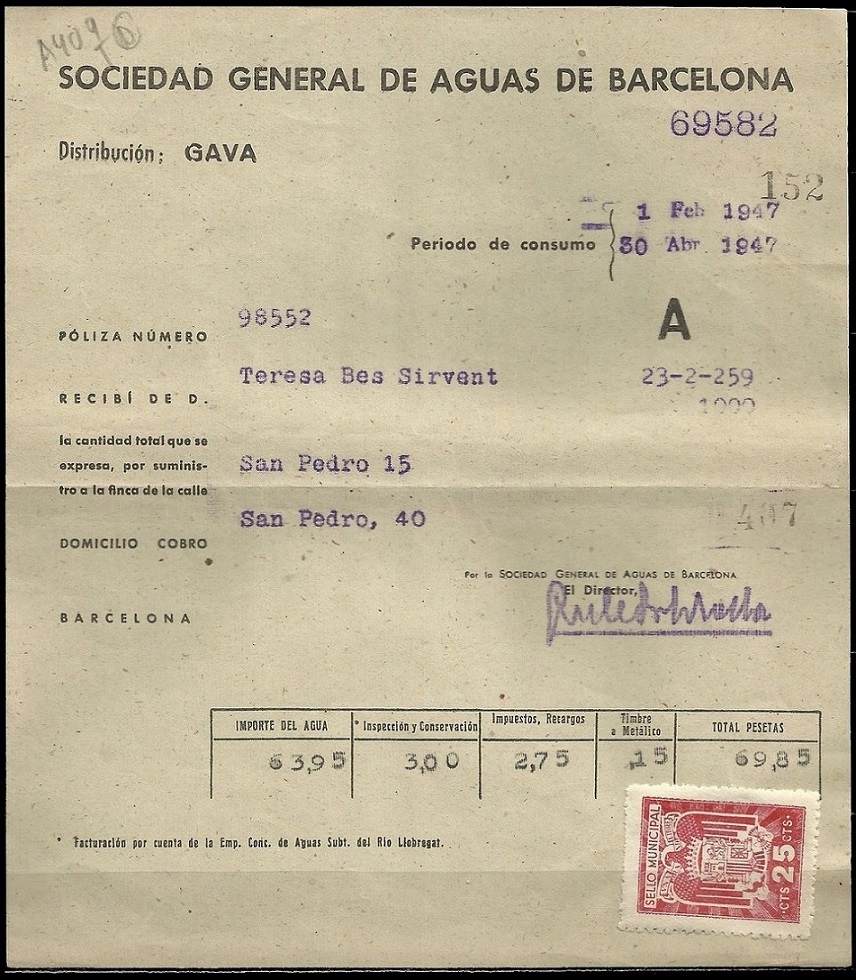 A409
SOCIEDAD GENERAL DE AGUAS DE BARCELONA
69582
Distribución; GAVA
152
1 Feb 1947
Periodo de consumo
30 Abr 1947
98552
A
PÓLIZA NÚMERO
Teresa Bes Sirvent 23-2-259
RECIBÍ DE D.
la cantidad total que se
expresa, por suminis-
tro a la finca de la calle
San Pedro 15
San Pedro, 40
DOMICILIO COBRO
Por la SOCIEDAD GENERAL DE AGUAS DE BARCELONA
El Director,
BARCELONA
IMPORTE DEL AGUA * Inspección y Conservación Impuestos, Recargos Timbre a Metálico TOTAL PESETAS
63,95 3,00 2,75 ,15 69,85
* Facturación por cuenta de la Emp. Conc. de Aguas Subt. del Río Llobregat.
SELLO MUNICIPAL
·CTS 25 CTS·